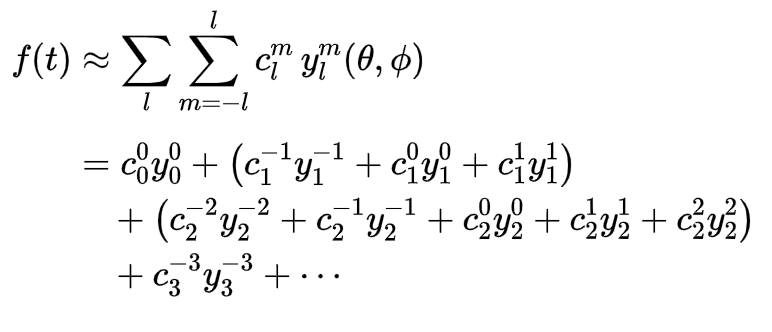 f(t) ≈ ∑_l ∑_{m=-l}^{l} c_l^m y_l^m(θ, ϕ)
= c_0^0 y_0^0 + (c_1^{-1} y_1^{-1} + c_1^0 y_1^0 + c_1^1 y_1^1)
+ (c_2^{-2} y_2^{-2} + c_2^{-1} y_2^{-1} + c_2^0 y_2^0 + c_2^1 y_2^1 + c_2^2 y_2^2)
+ c_3^{-3} y_3^{-3} + ⋯